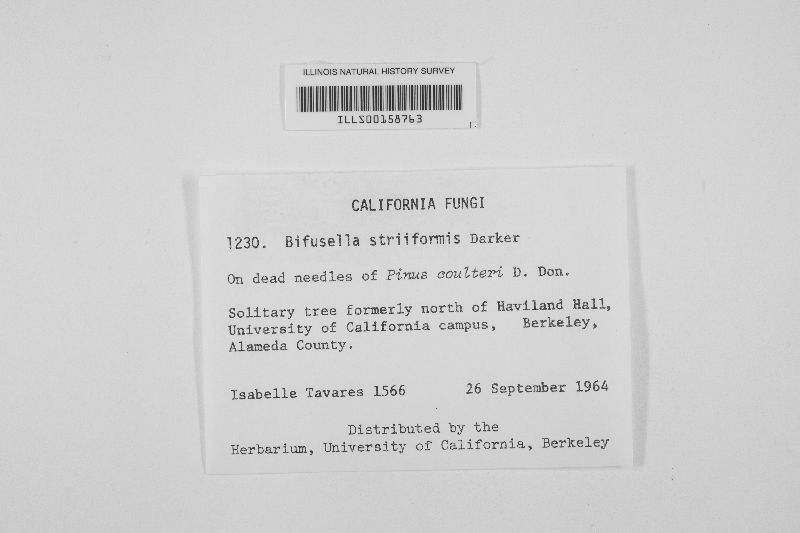 ILLINOIS NATURAL HISTORY SURVEY
ILLS00158763
CALIFORNIA FUNGI
1230. Bifusella striiformis Darker
On dead needles of Pinus coulteri D. Don.
Solitary tree formerly north of Haviland Hall,
University of California campus, Berkeley,
Alameda County.
Isabelle Tavares 1566 26 September 1964
Distributed by the
Herbarium, University of California, Berkeley